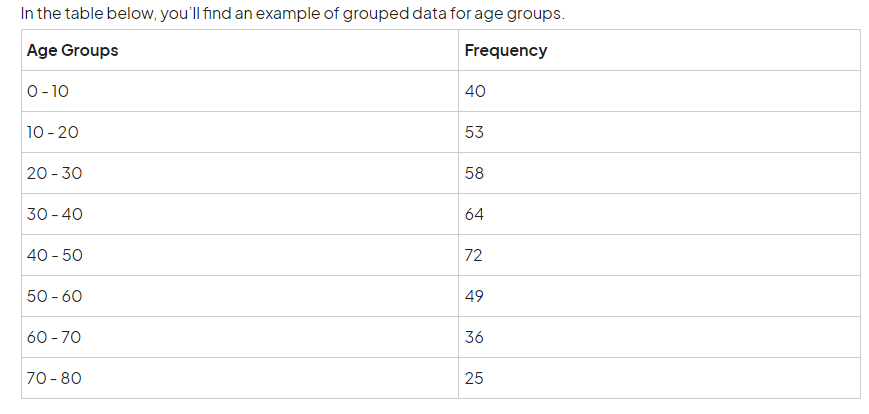 In the table below, you'll find an example of grouped data for age groups.
Age Groups Frequency
0 - 10 40
10 - 20 53
20 - 30 58
30 - 40 64
40 - 50 72
50 - 60 49
60 - 70 36
70 - 80 25